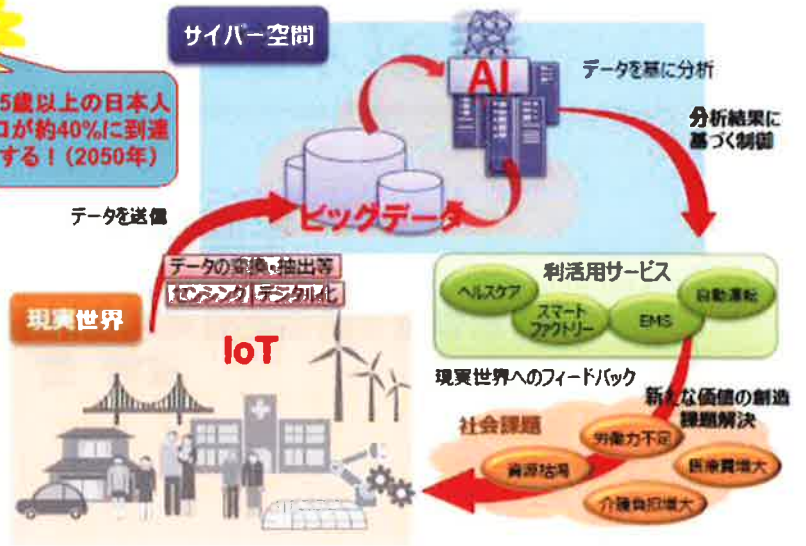 サイバー空間
AI
データを基に分析
分析結果に
基づく制御
5歳以上の日本人
口が約40%に到達
する！(2050年)
データを送信
ビッグデータ
データの変換・抽出等
センシング
デジタル化
利活用サービス
ヘルスケア
スマート
ファクトリー
EMS
自動運転
現実世界
IoT
現実世界へのフィードバック
新たな価値の創造
課題解決
社会課題
労働力不足
資源枯渇
医療費増大
介護負担増大